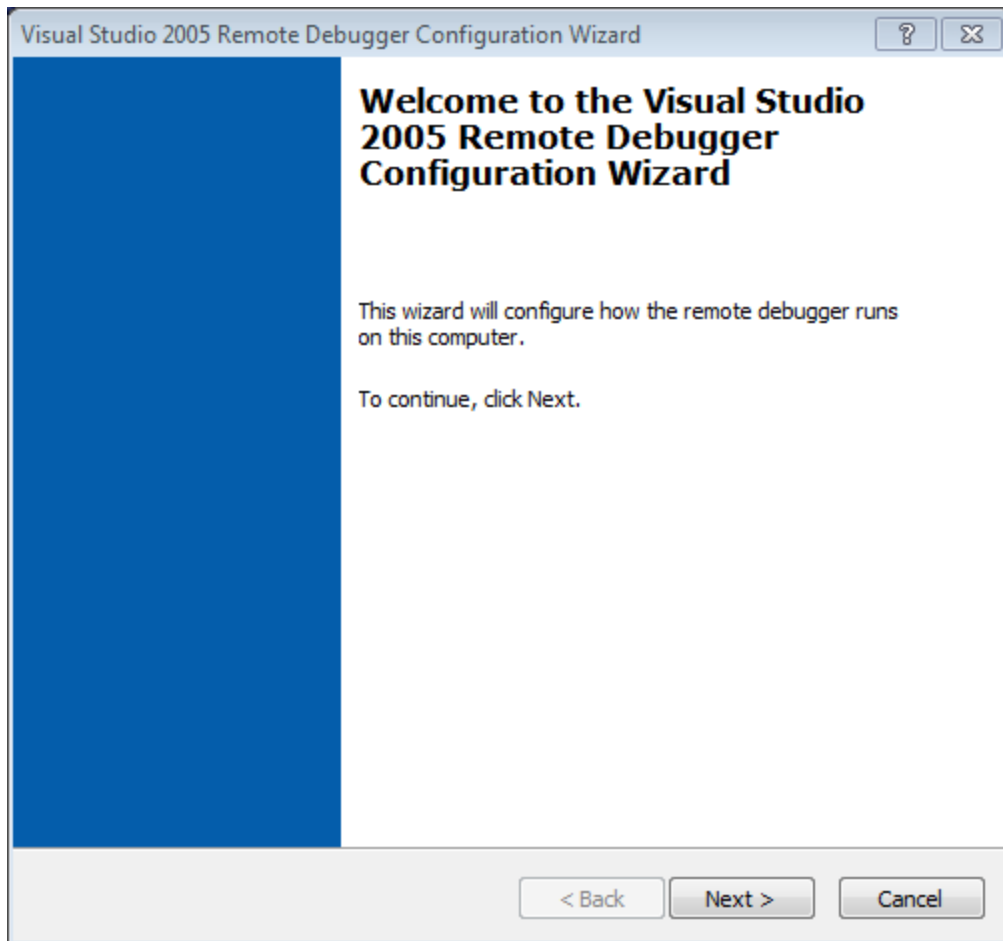 Visual Studio 2005 Remote Debugger Configuration Wizard
Welcome to the Visual Studio
2005 Remote Debugger
Configuration Wizard
This wizard will configure how the remote debugger runs
on this computer.
To continue, click Next.
< Back
Next >
Cancel